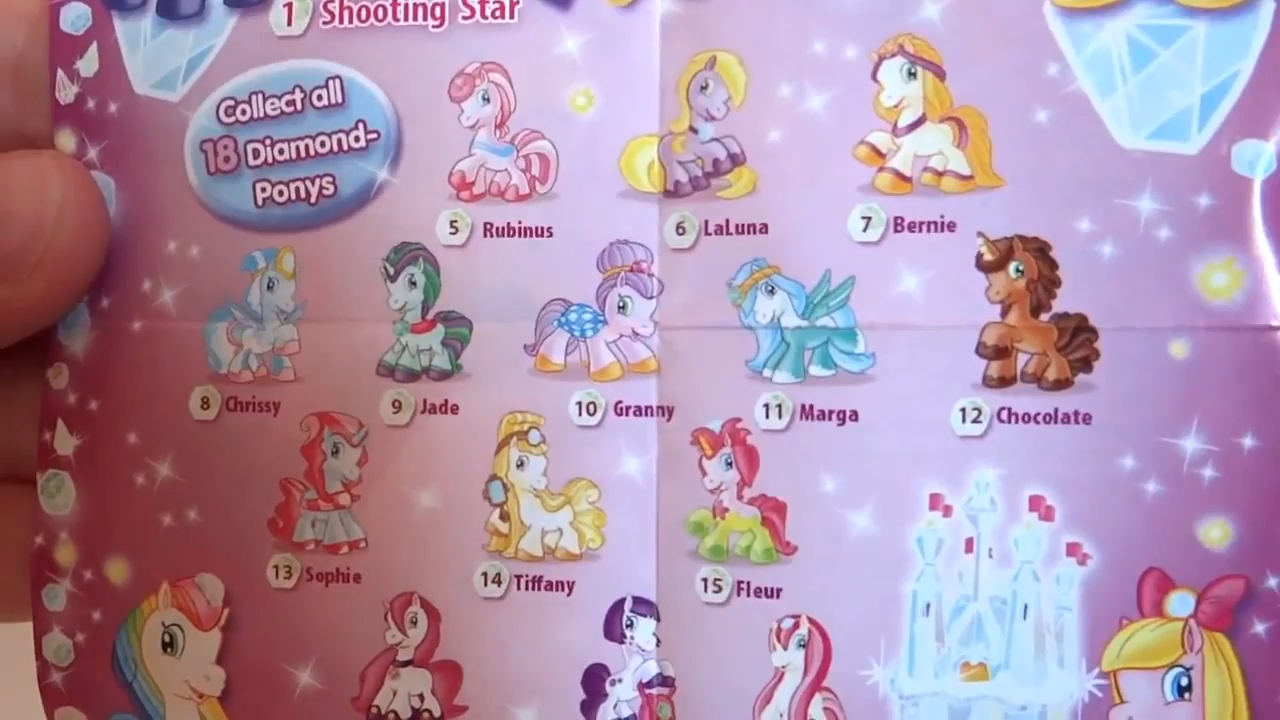 1 Shooting Star
Collect all
18 Diamond-
Ponys
5 Rubinus
6 LaLuna
7 Bernie
8 Chrissy
9 Jade
10 Granny
11 Marga
12 Chocolate
13 Sophie
14 Tiffany
15 Fleur